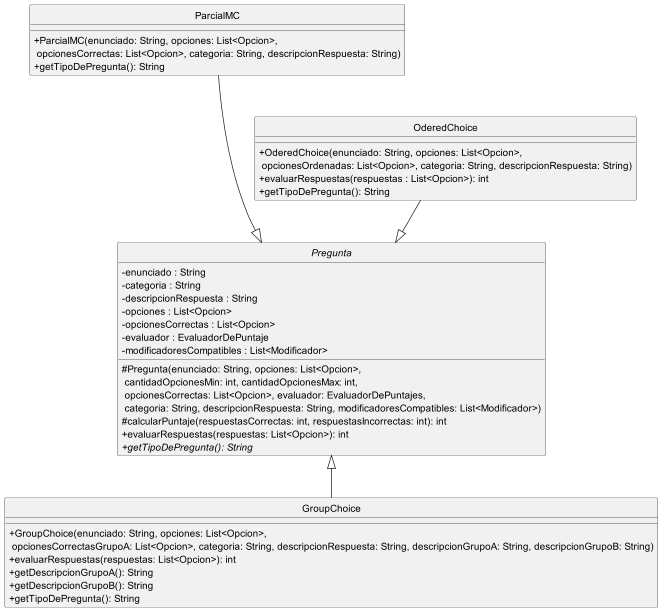 ParcialMC
+ParcialMC(enunciado: String, opciones: List<Opcion>,
opcionesCorrectas: List<Opcion>, categoria: String, descripcionRespuesta: String)
+getTipoDePregunta(): String
OderedChoice
+OderedChoice(enunciado: String, opciones: List<Opcion>,
opcionesOrdenadas: List<Opcion>, categoria: String, descripcionRespuesta: String)
+evaluarRespuestas(respuestas : List<Opcion>): int
+getTipoDePregunta(): String
Pregunta
-enunciado : String
-categoria : String
-descripcionRespuesta : String
-opciones : List<Opcion>
-opcionesCorrectas : List<Opcion>
-evaluador : EvaluadorDePuntaje
-modificadoresCompatibles : List<Modificador>
#Pregunta(enunciado: String, opciones: List<Opcion>,
cantidadOpcionesMin: int, cantidadOpcionesMax: int,
opcionesCorrectas: List<Opcion>, evaluador: EvaluadorDePuntajes,
categoria: String, descripcionRespuesta: String, modificadoresCompatibles: List<Modificador>)
#calcularPuntaje(respuestasCorrectas: int, respuestasIncorrectas: int): int
+evaluarRespuestas(respuestas: List<Opcion>): int
+getTipoDePregunta(): String
GroupChoice
+GroupChoice(enunciado: String, opciones: List<Opcion>,
opcionesCorrectasGrupoA: List<Opcion>, categoria: String, descripcionRespuesta: String, descripcionGrupoA: String, descripcionGrupoB: String)
+evaluarRespuestas(respuestas: List<Opcion>): int
+getDescripcionGrupoA(): String
+getDescripcionGrupoB(): String
+getTipoDePregunta(): String